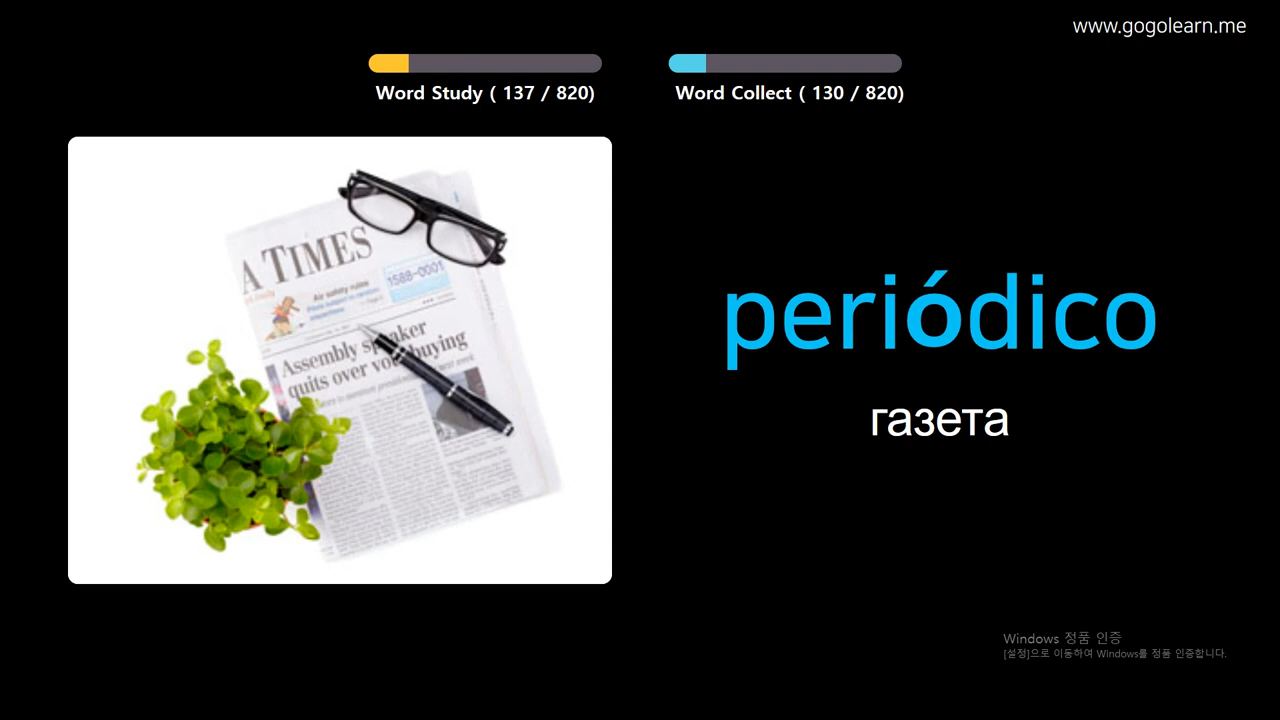 www.gogolearn.me
Word Study ( 137 / 820)
Word Collect ( 130 / 820)
A TIMES
Air safety rules
1588-0001
Assembly speaker
quits over vote buying
periódico
газета
Windows 정품 인증
[설정]으로 이동하여 Windows를 정품 인증합니다.